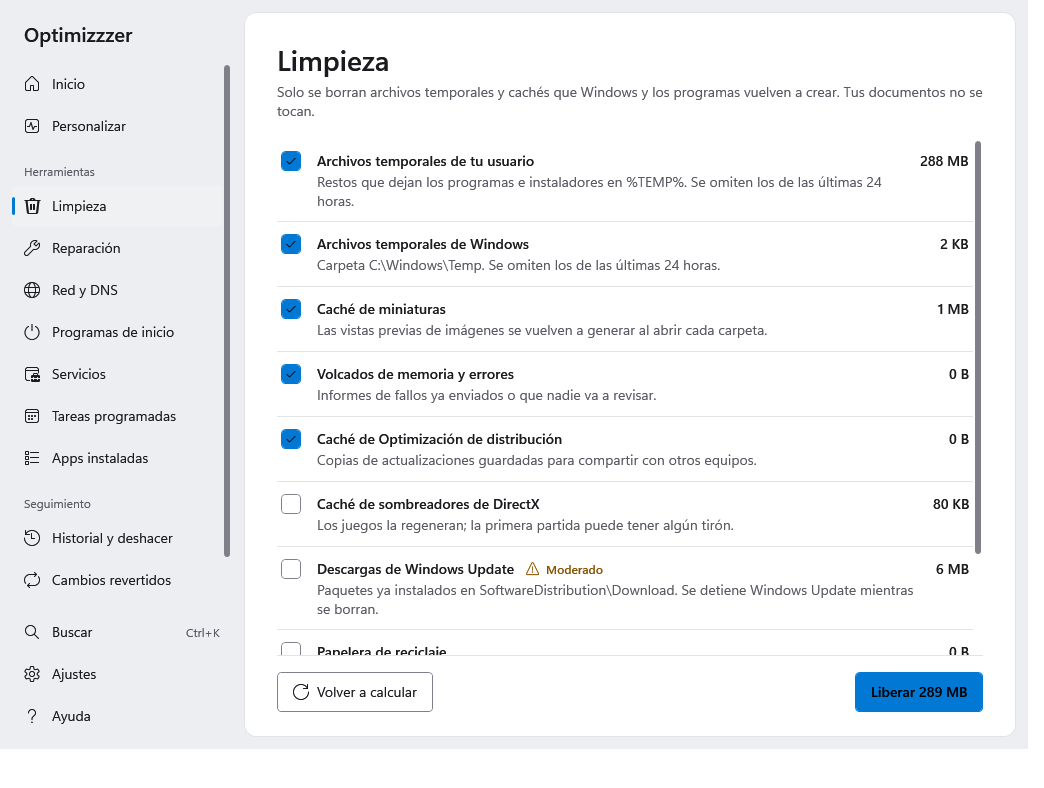 Optimizzzer
Inicio
Personalizar
Herramientas
Limpieza
Reparación
Red y DNS
Programas de inicio
Servicios
Tareas programadas
Apps instaladas
Seguimiento
Historial y deshacer
Cambios revertidos
Buscar Ctrl+K
Ajustes
Ayuda
Limpieza
Solo se borran archivos temporales y cachés que Windows y los programas vuelven a crear. Tus documentos no se
tocan.
Archivos temporales de tu usuario 288 MB
Restos que dejan los programas e instaladores en %TEMP%. Se omiten los de las últimas 24
horas.
Archivos temporales de Windows 2 KB
Carpeta C:\Windows\Temp. Se omiten los de las últimas 24 horas.
Caché de miniaturas 1 MB
Las vistas previas de imágenes se vuelven a generar al abrir cada carpeta.
Volcados de memoria y errores 0 B
Informes de fallos ya enviados o que nadie va a revisar.
Caché de Optimización de distribución 0 B
Copias de actualizaciones guardadas para compartir con otros equipos.
Caché de sombreadores de DirectX 80 KB
Los juegos la regeneran; la primera partida puede tener algún tirón.
Descargas de Windows Update Moderado 6 MB
Paquetes ya instalados en SoftwareDistribution\Download. Se detiene Windows Update mientras
se borran.
Papelera de reciclaje 0 B
Volver a calcular
Liberar 289 MB